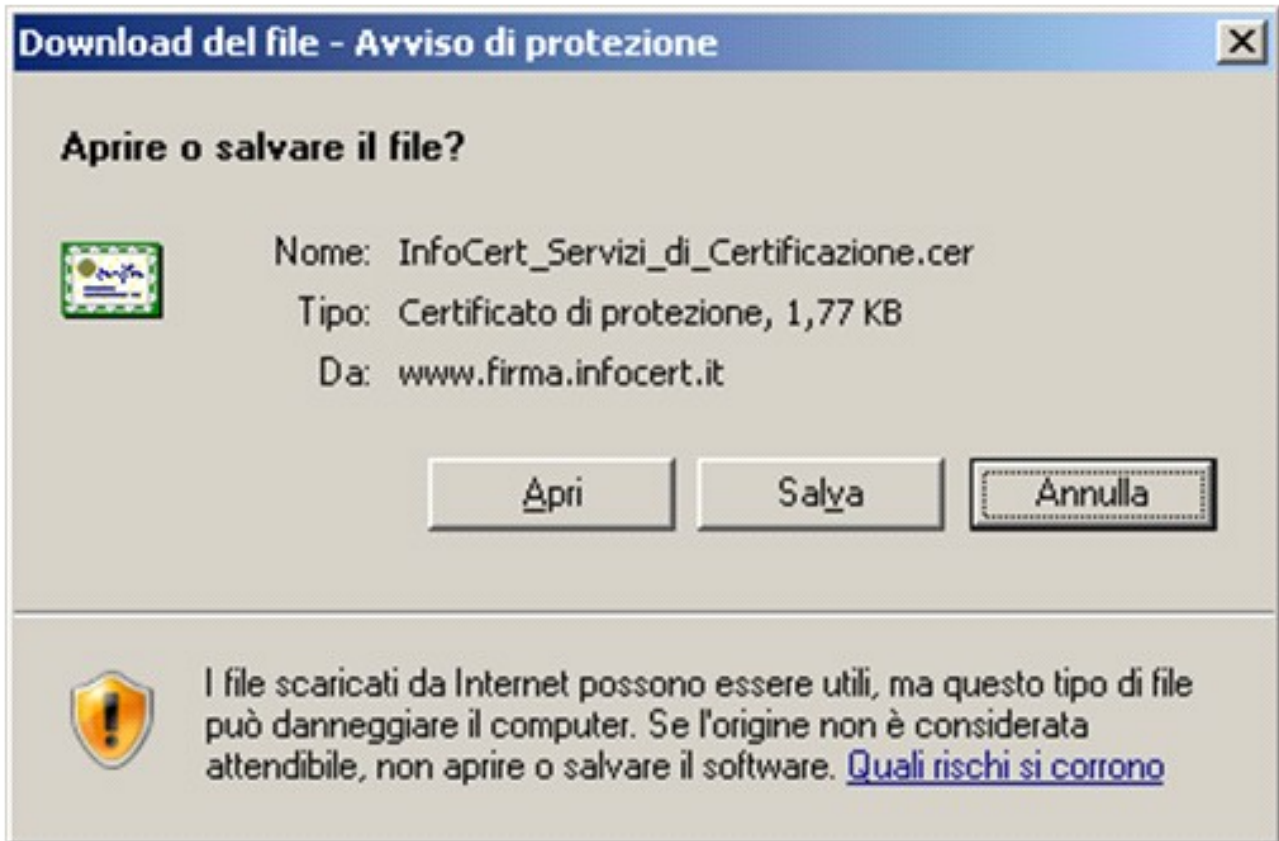 Download del file - Avviso di protezione
Aprire o salvare il file?
Nome: InfoCert_Servizi_di_Certificazione.cer
Tipo: Certificato di protezione, 1,77 KB
Da: www.firma.infocert.it
Apri Salva Annulla
I file scaricati da Internet possono essere utili, ma questo tipo di file
può danneggiare il computer. Se l'origine non è considerata
attendibile, non aprire o salvare il software. Quali rischi si corrono